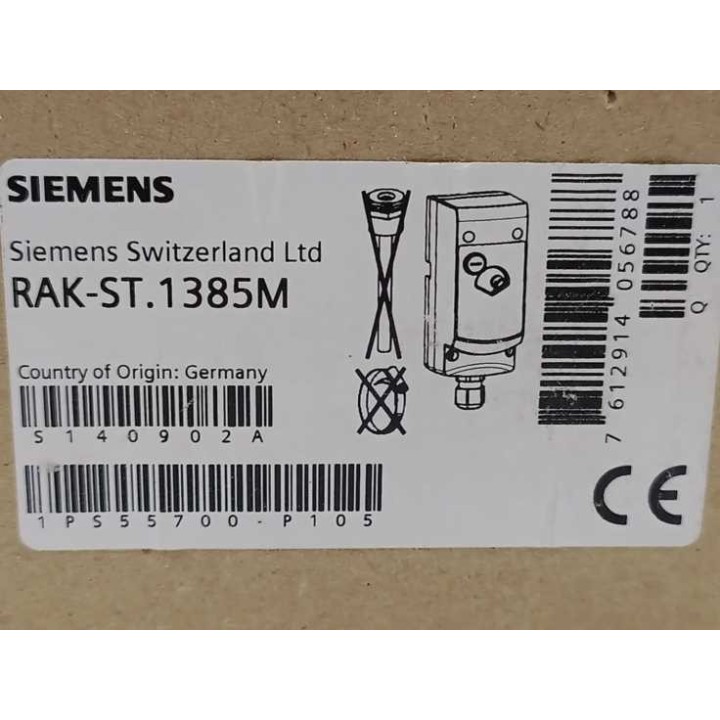 SIEMENS
Siemens Switzerland Ltd
RAK-ST.1385M
Country of Origin: Germany
S140902A
1PS55700-P105
7 612914 056788
Q QTY: 1
CE